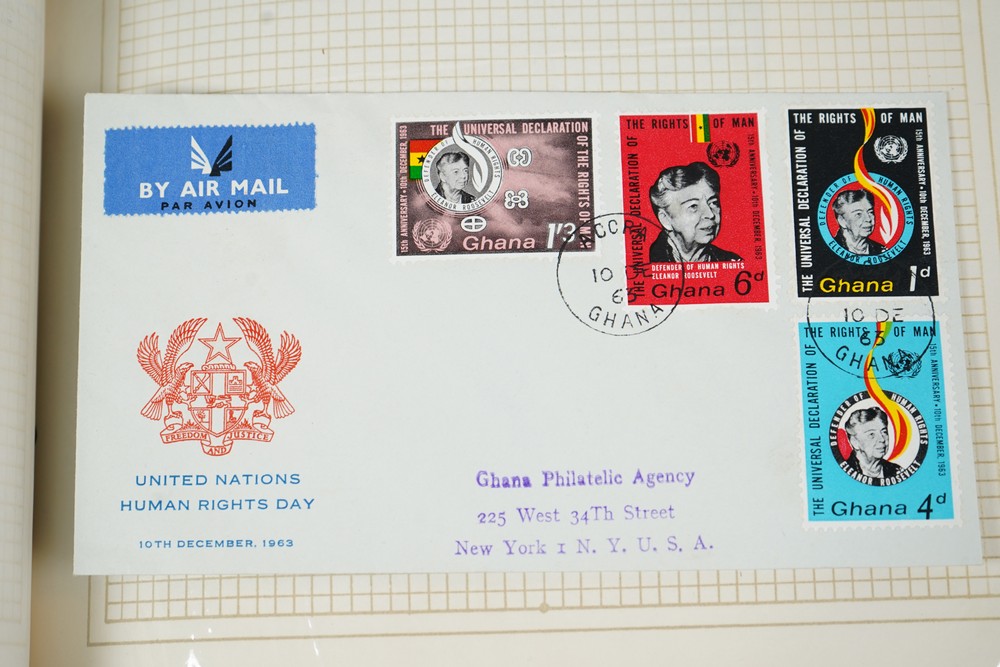 BY AIR MAIL
PAR AVION
FREEDOM AND JUSTICE
UNITED NATIONS
HUMAN RIGHTS DAY
10TH DECEMBER, 1963
THE UNIVERSAL DECLARATION OF THE RIGHTS OF MAN
15th ANNIVERSARY • 10th DECEMBER, 1963
DEFENDER OF HUMAN RIGHTS
ELEANOR ROOSEVELT
Ghana 1'3
THE UNIVERSAL DECLARATION OF
THE RIGHTS OF MAN
15th ANNIVERSARY • 10th DECEMBER, 1963
DEFENDER OF HUMAN RIGHTS
ELEANOR ROOSEVELT
Ghana 6d
THE UNIVERSAL DECLARATION OF
THE RIGHTS OF MAN
15th ANNIVERSARY • 10th DECEMBER, 1963
DEFENDER OF HUMAN RIGHTS
ELEANOR ROOSEVELT
Ghana 1d
THE UNIVERSAL DECLARATION OF
THE RIGHTS OF MAN
15th ANNIVERSARY • 10th DECEMBER, 1963
DEFENDER OF HUMAN RIGHTS
ELEANOR ROOSEVELT
Ghana 4d
ACCRA
10 DE
63
GHANA
10 DE
63
GHANA
Ghana Philatelic Agency
225 West 34Th Street
New York 1 N. Y. U. S. A.